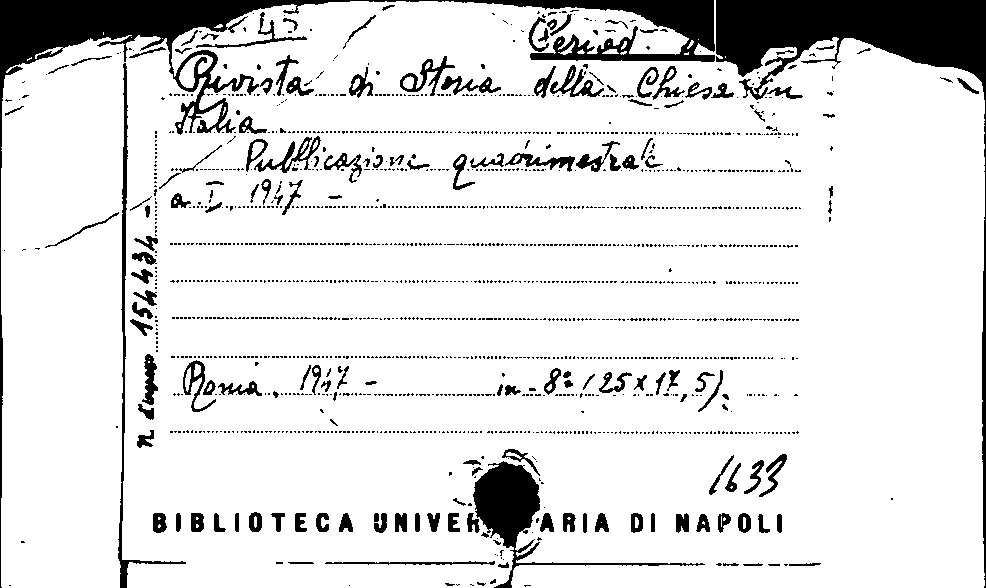 45
Period.
Rivista di Storia della Chiesa in
Italia.
Pubblicazione quadrimestrale
a. I. 1947 -
n. d'ingresso 154434 -
Roma. 1947 - in-8º (25 x 17,5).
1633
BIBLIOTECA UNIVER ARIA DI NAPOLI